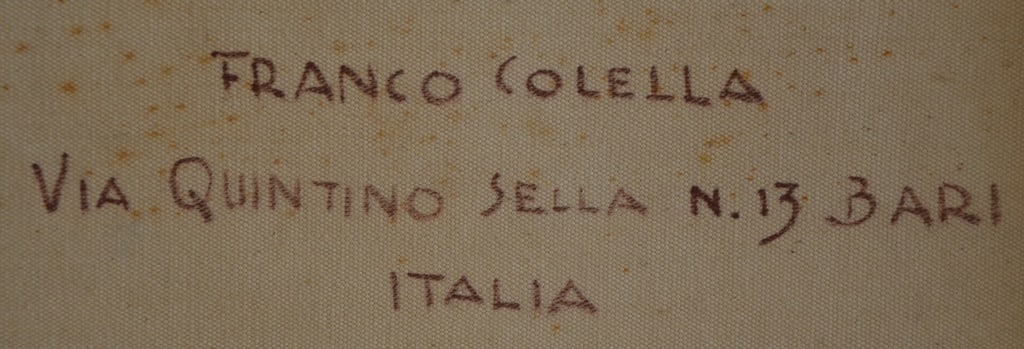 FRANCO COLELLA
VIA QUINTINO SELLA N. 13 BARI
ITALIA